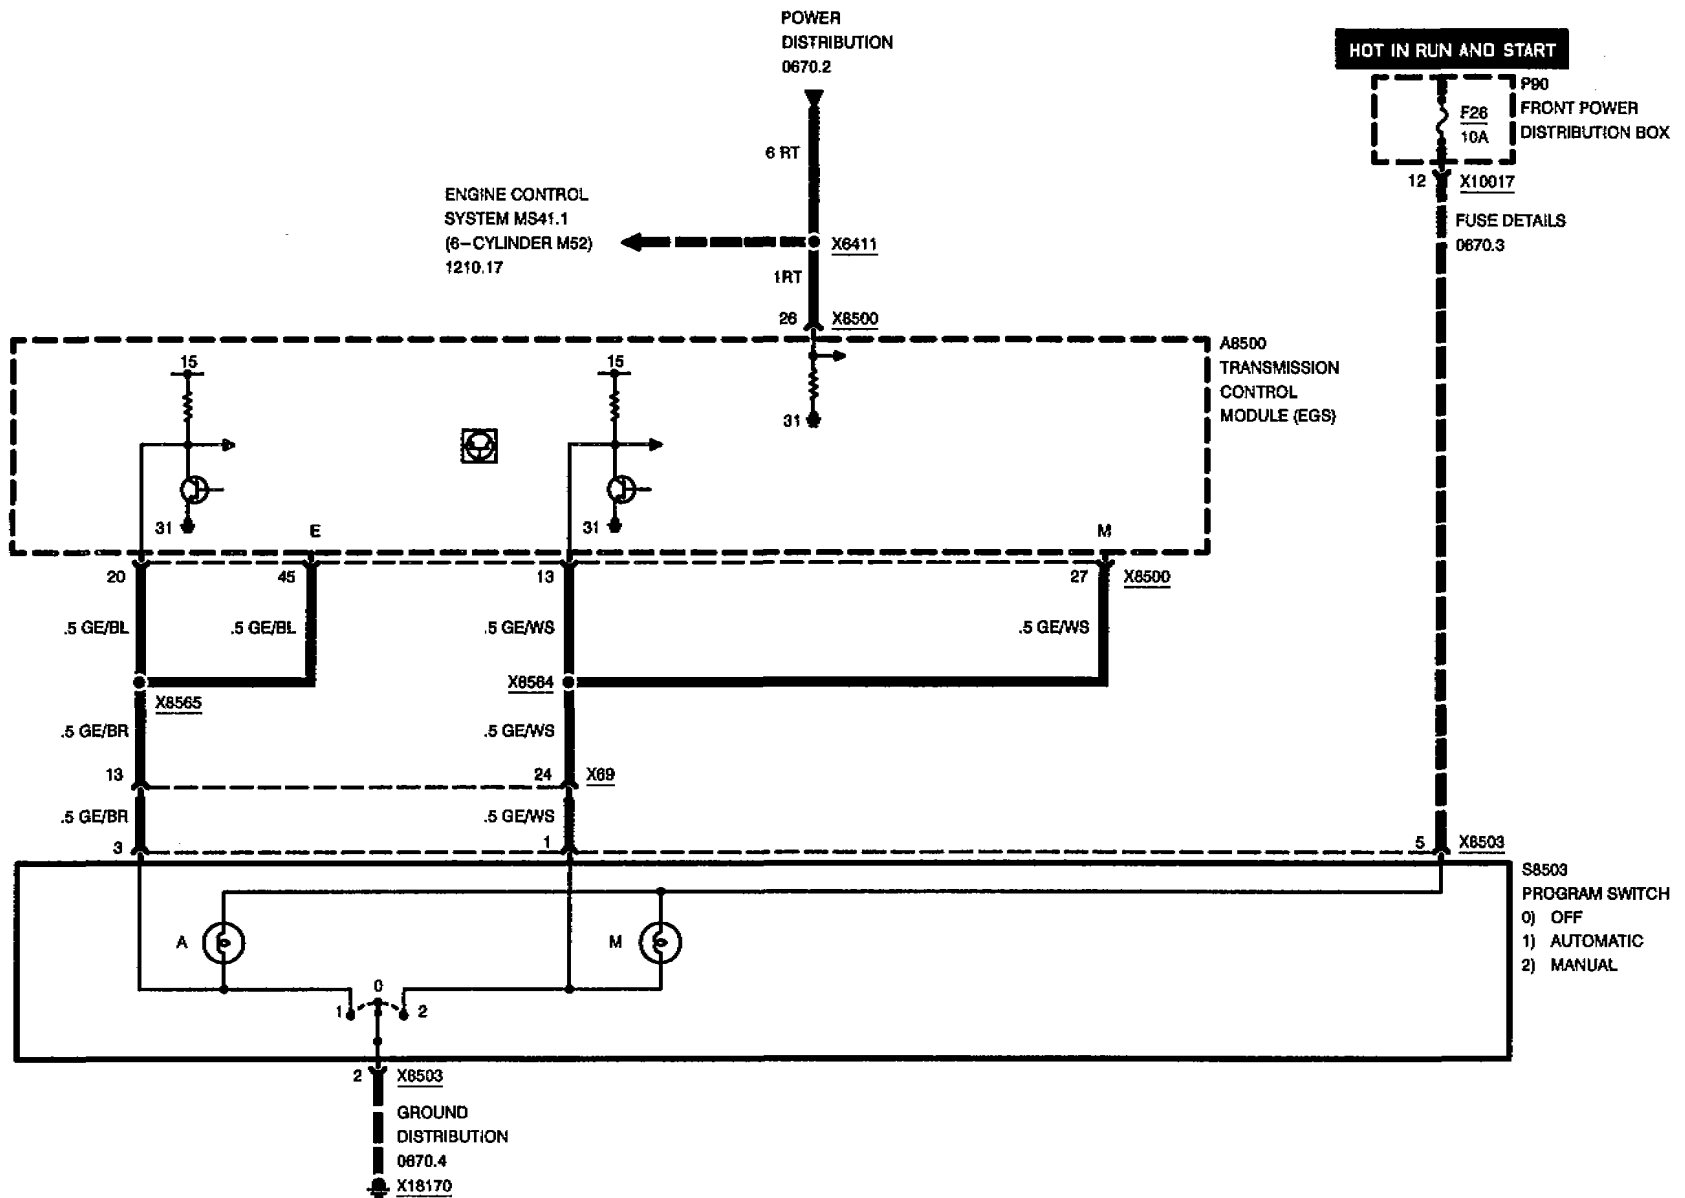 POWER
DISTRIBUTION
0670.2
HOT IN RUN AND START
P90
FRONT POWER
DISTRIBUTION BOX
F26
10A
6 RT
12 X10017
ENGINE CONTROL
SYSTEM MS41.1
(6-CYLINDER M52)
1210.17
FUSE DETAILS
0670.3
X6411
1RT
26 X8500
A8500
TRANSMISSION
CONTROL
MODULE (EGS)
15
15
31
31
31
E
M
20
45
13
27 X8500
.5 GE/BL
.5 GE/BL
.5 GE/WS
.5 GE/WS
X8565
X8564
.5 GE/BR
.5 GE/WS
13
24 X69
.5 GE/BR
.5 GE/WS
3
1
5 X8503
S8503
PROGRAM SWITCH
0) OFF
1) AUTOMATIC
2) MANUAL
A
M
0
1
2
2 X8503
GROUND
DISTRIBUTION
0670.4
X18170